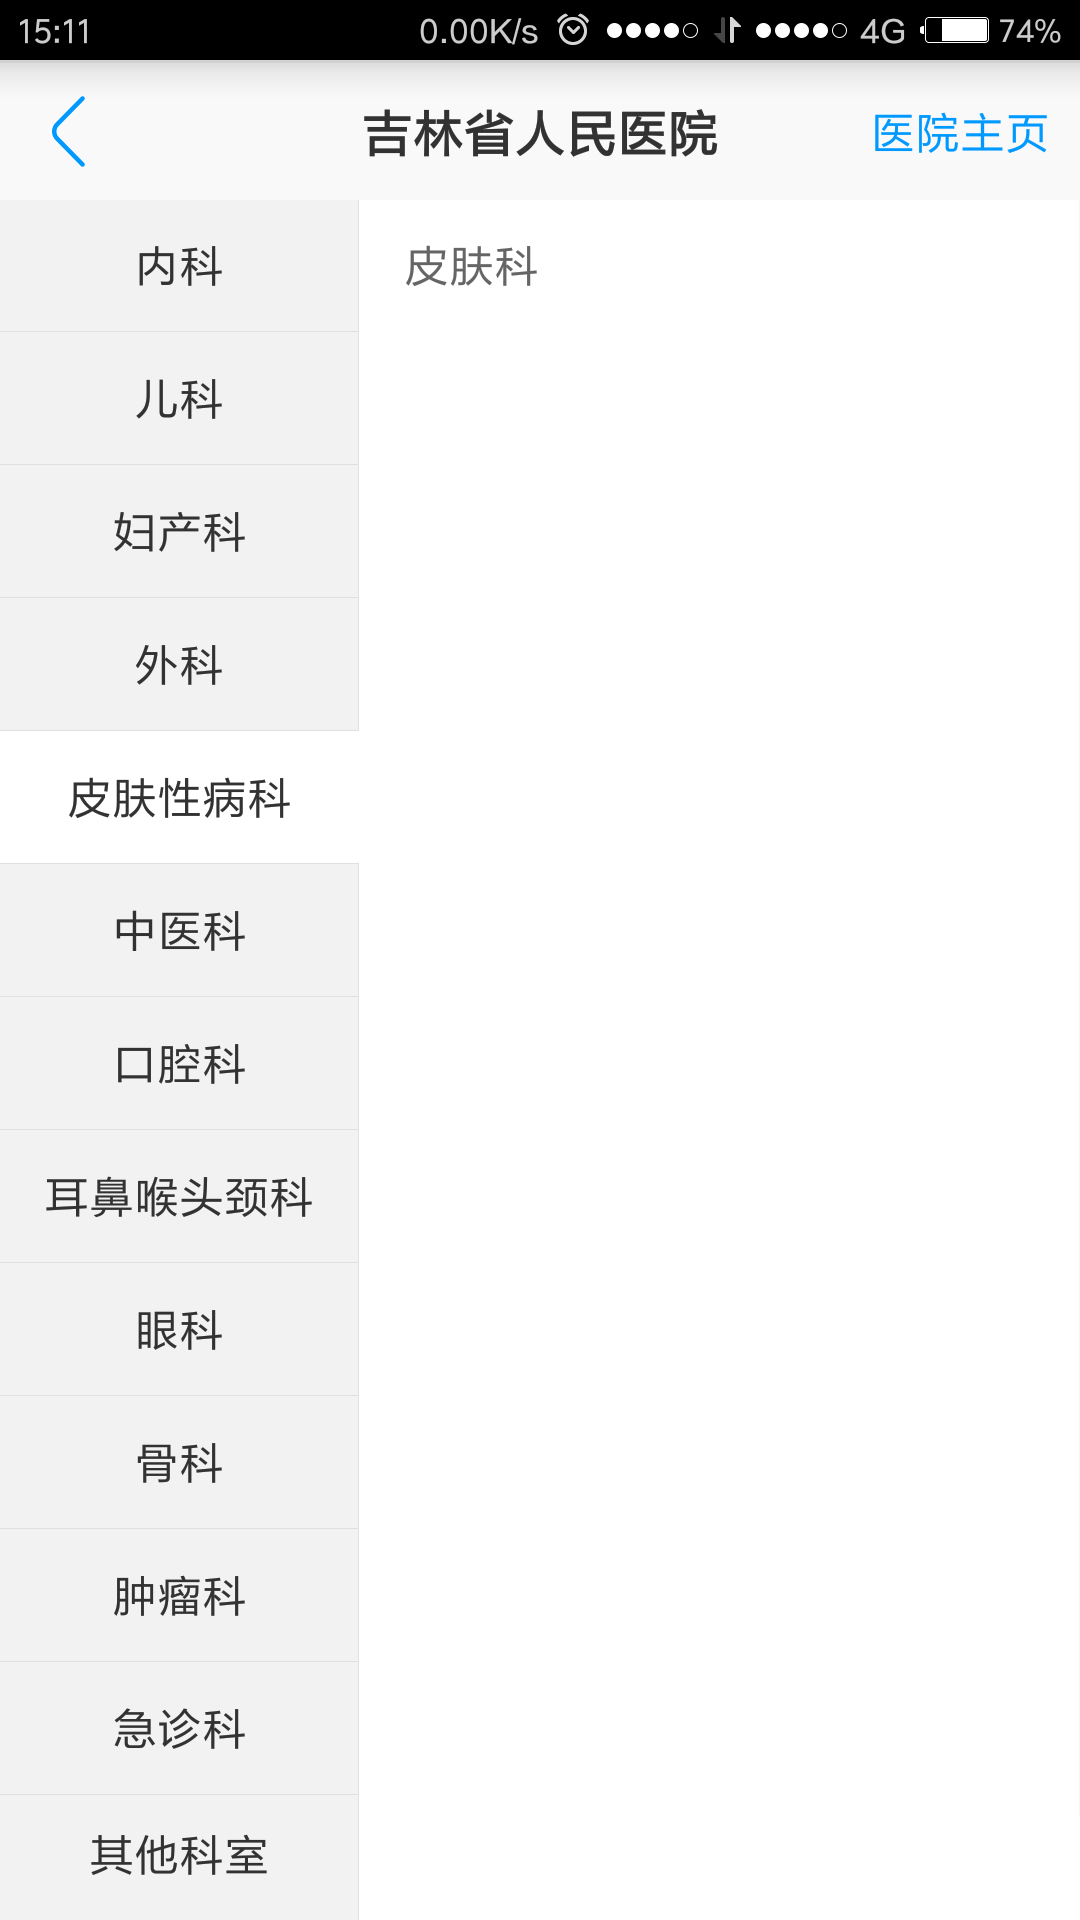 15:11 0.00K/s 4G 74%
吉林省人民医院 医院主页
内科 皮肤科
儿科
妇产科
外科
皮肤性病科
中医科
口腔科
耳鼻喉头颈科
眼科
骨科
肿瘤科
急诊科
其他科室